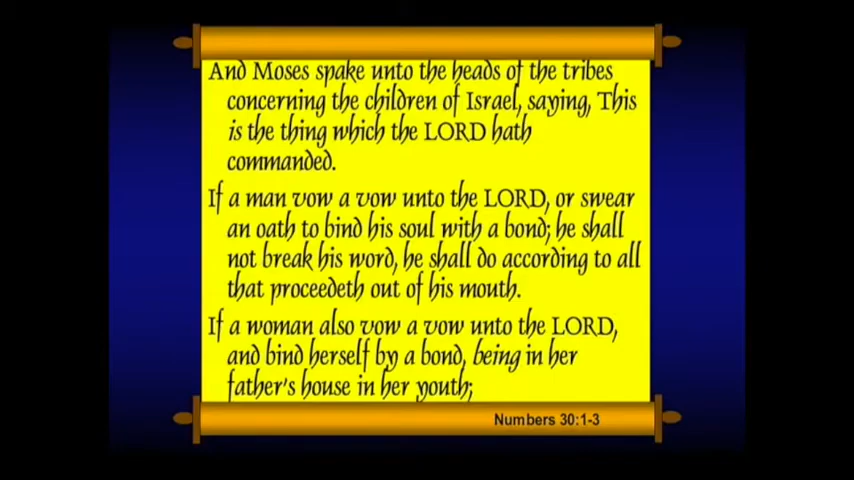 And Moses spake unto the heads of the tribes
concerning the children of Israel, saying, This
is the thing which the LORD hath
commanded.
If a man vow a vow unto the LORD, or swear
an oath to bind his soul with a bond; he shall
not break his word, he shall do according to all
that proceedeth out of his mouth.
If a woman also vow a vow unto the LORD,
and bind herself by a bond, being in her
father's house in her youth;
Numbers 30:1-3